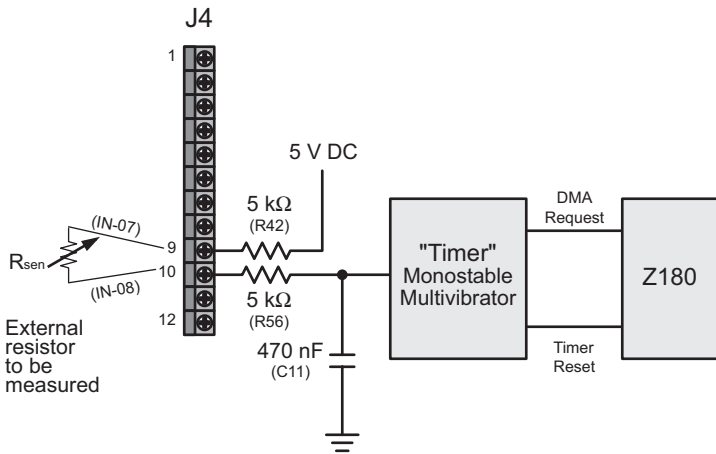 J4
1
5 V DC
5 kΩ
(R42)
(IN-07)
9
Rsen
10
(IN-08)
12
5 kΩ
(R56)
470 nF
(C11)
External
resistor
to be
measured
"Timer"
Monostable
Multivibrator
DMA
Request
Timer
Reset
Z180